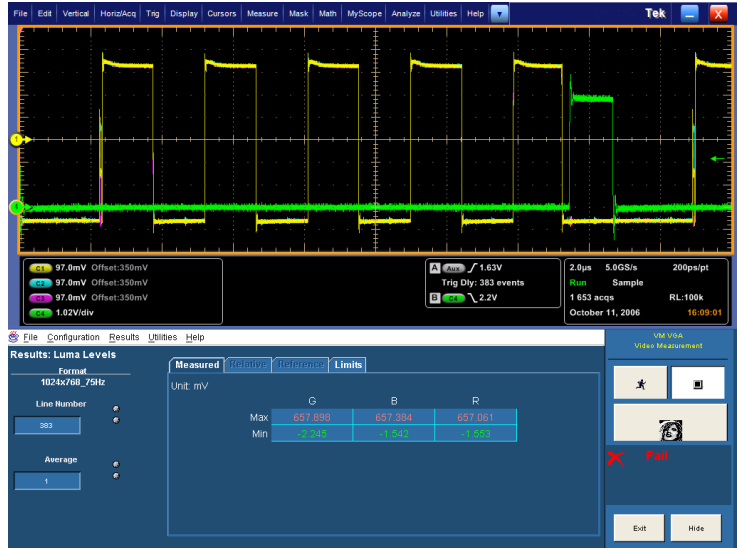 File Edit Vertical Horiz/Acq Trig Display Cursors Measure Mask Math MyScope Analyze Utilities Help Tek X
1
4
C1 97.0mV Offset:350mV
C2 97.0mV Offset:350mV
C3 97.0mV Offset:350mV
C4 1.02V/div
A Aux 1.63V
Trig Dly: 383 events
B C4 2.2V
2.0µs 5.0GS/s 200ps/pt
Run Sample
1 653 acqs RL:100k
October 11, 2006 16:09:01
File Configuration Results Utilities Help
VM VGA
Video Measurement
Results: Luma Levels
Format
1024x768_75Hz
Line Number
383
Average
1
Measured Relative Reference Limits
Unit: mV
G B R
Max 657.898 657.384 657.061
Min -2.245 -1.542 -1.553
Fail
Exit Hide